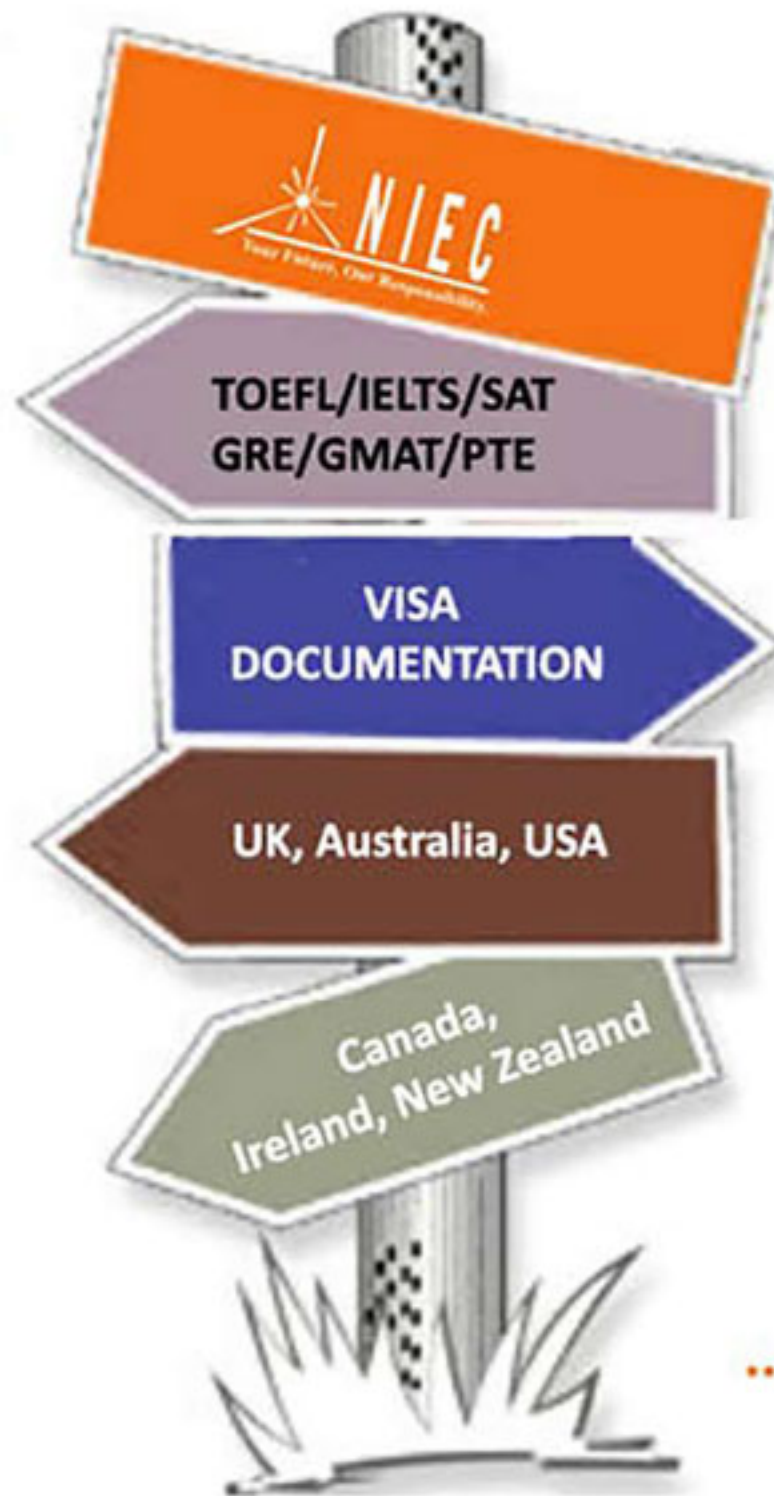 NIEC
Your Future, Our Responsibility.
TOEFL/IELTS/SAT
GRE/GMAT/PTE
VISA
DOCUMENTATION
UK, Australia, USA
Canada,
Ireland, New Zealand